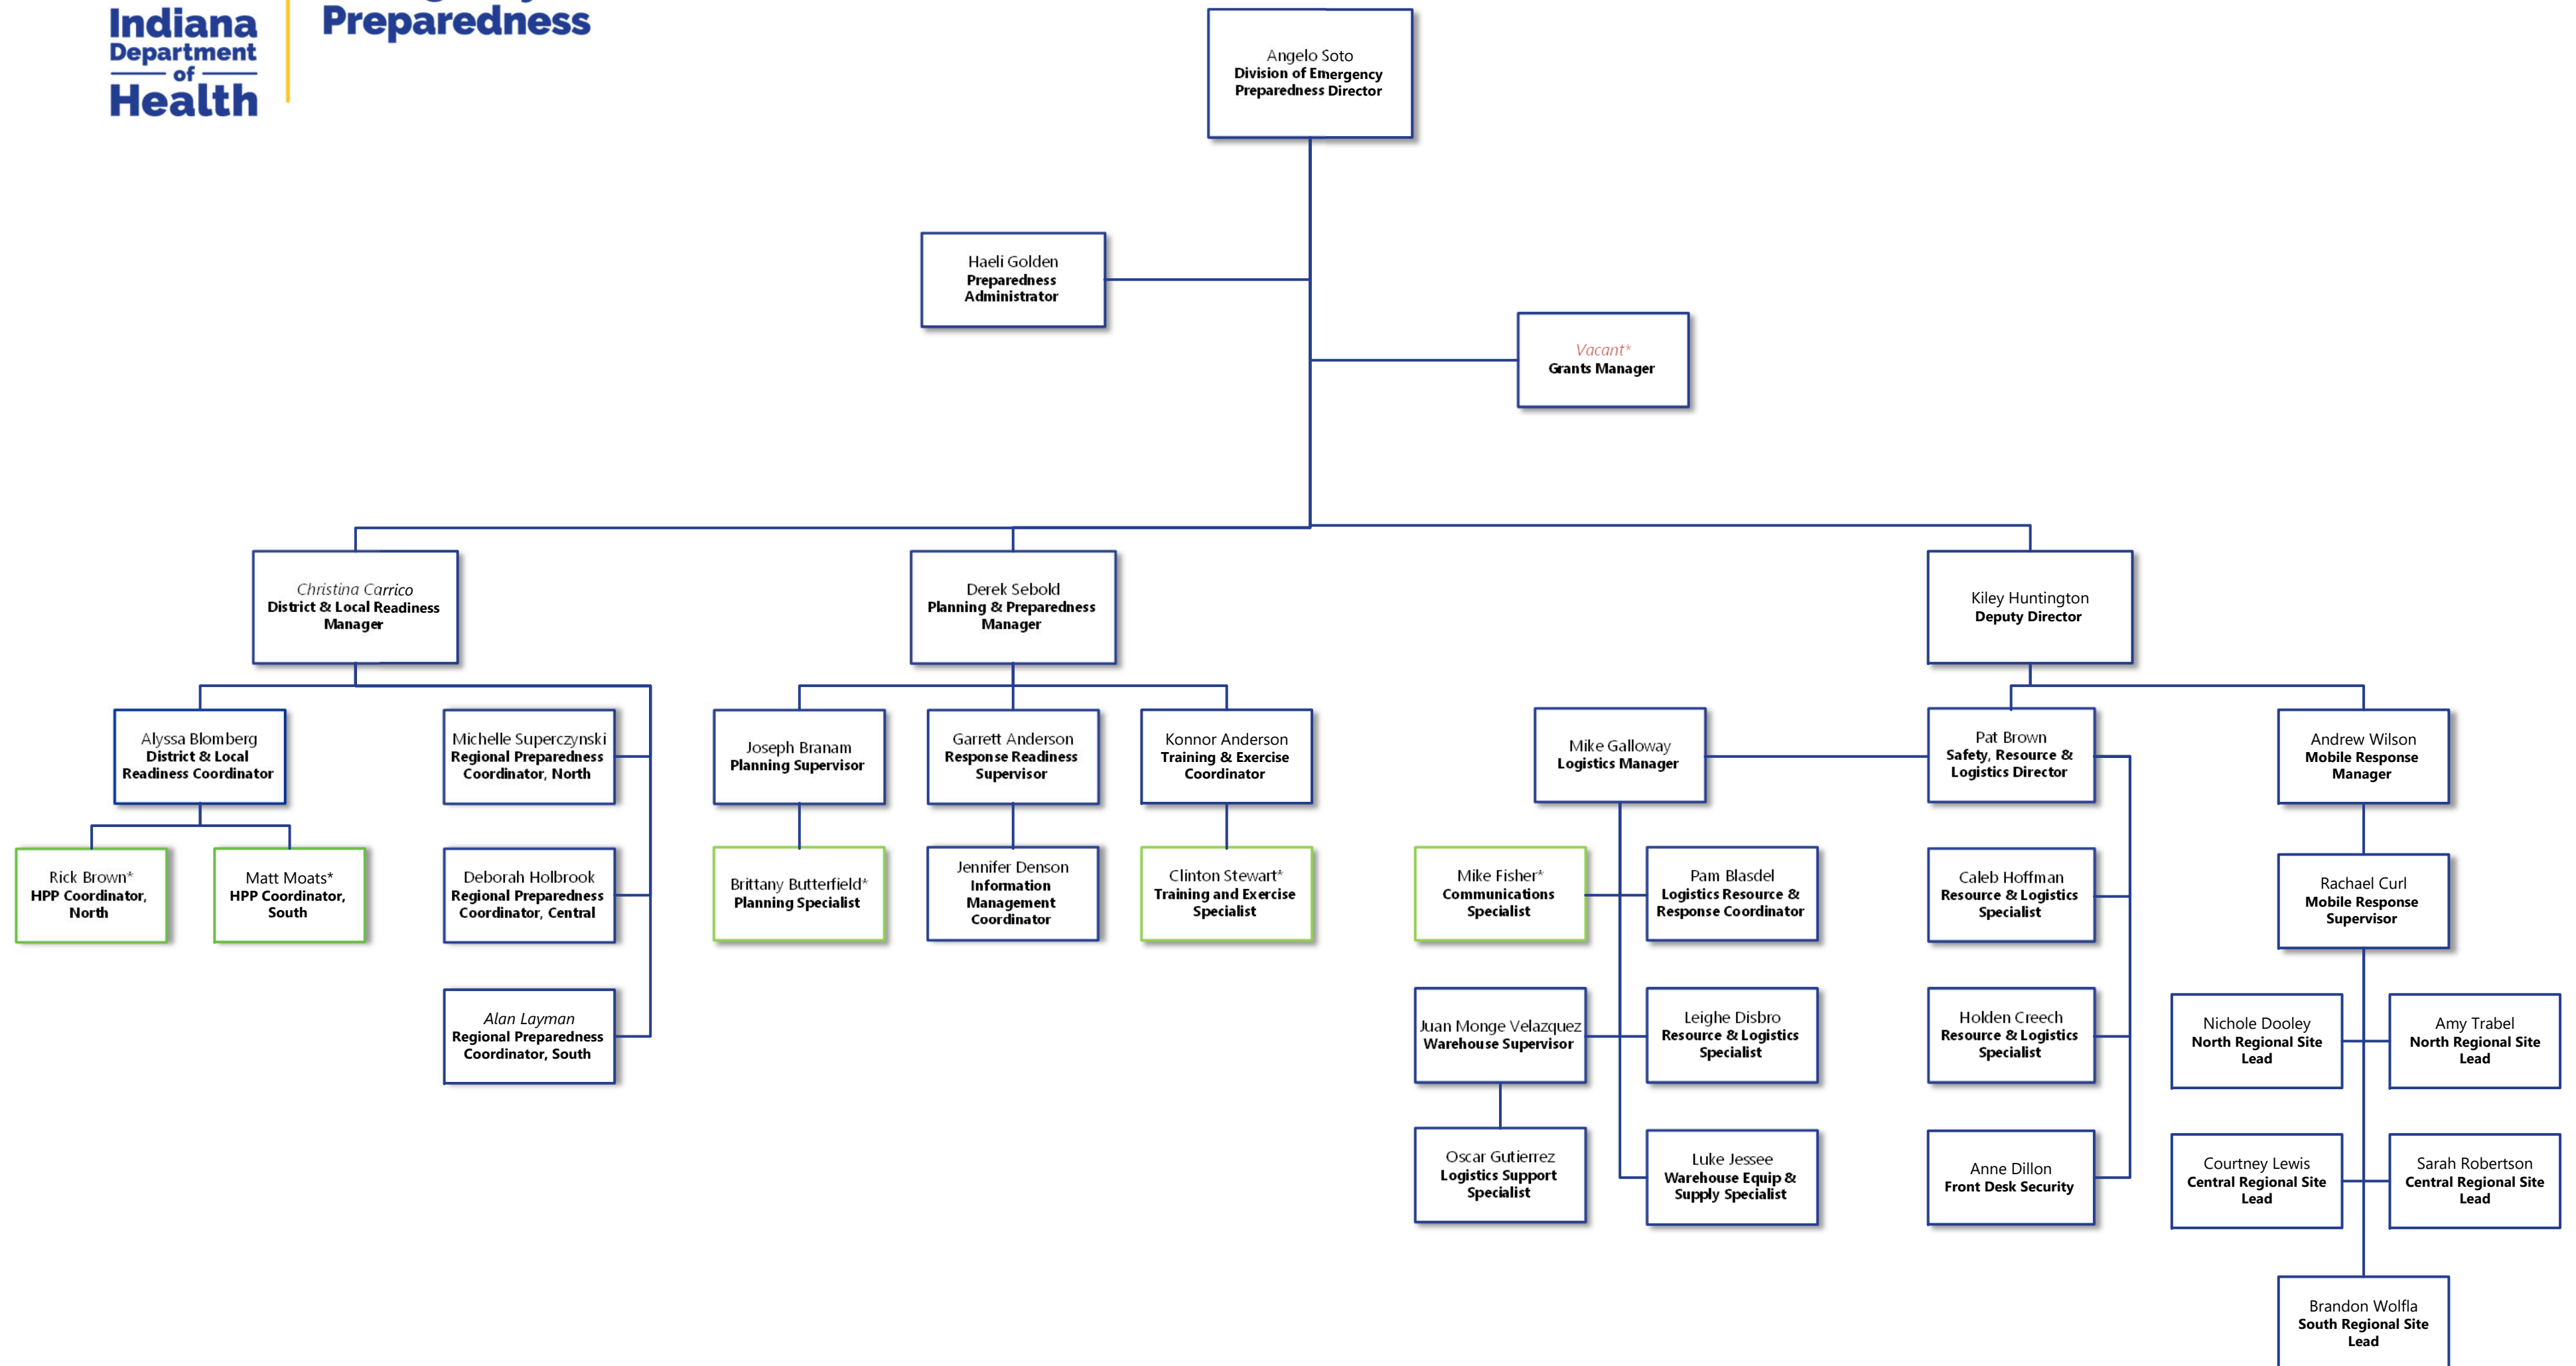 Indiana
Department
of
Health
Preparedness
Angelo Soto
Division of Emergency
Preparedness Director
Haeli Golden
Preparedness
Administrator
Vacant*
Grants Manager
Christina Carrico
District & Local Readiness
Manager
Derek Sebold
Planning & Preparedness
Manager
Kiley Huntington
Deputy Director
Alyssa Blomberg
District & Local
Readiness Coordinator
Michelle Superczynski
Regional Preparedness
Coordinator, North
Joseph Branam
Planning Supervisor
Garrett Anderson
Response Readiness
Supervisor
Konnor Anderson
Training & Exercise
Coordinator
Mike Galloway
Logistics Manager
Pat Brown
Safety, Resource &
Logistics Director
Andrew Wilson
Mobile Response
Manager
Rick Brown*
HPP Coordinator,
North
Matt Moats*
HPP Coordinator,
South
Deborah Holbrook
Regional Preparedness
Coordinator, Central
Brittany Butterfield*
Planning Specialist
Jennifer Denson
Information
Management
Coordinator
Clinton Stewart*
Training and Exercise
Specialist
Mike Fisher*
Communications
Specialist
Pam Blasdel
Logistics Resource &
Response Coordinator
Caleb Hoffman
Resource & Logistics
Specialist
Rachael Curl
Mobile Response
Supervisor
Alan Layman
Regional Preparedness
Coordinator, South
Juan Monge Velazquez
Warehouse Supervisor
Leighe Disbro
Resource & Logistics
Specialist
Holden Creech
Resource & Logistics
Specialist
Nichole Dooley
North Regional Site
Lead
Amy Trabel
North Regional Site
Lead
Oscar Gutierrez
Logistics Support
Specialist
Luke Jessee
Warehouse Equip &
Supply Specialist
Anne Dillon
Front Desk Security
Courtney Lewis
Central Regional Site
Lead
Sarah Robertson
Central Regional Site
Lead
Brandon Wolfla
South Regional Site
Lead